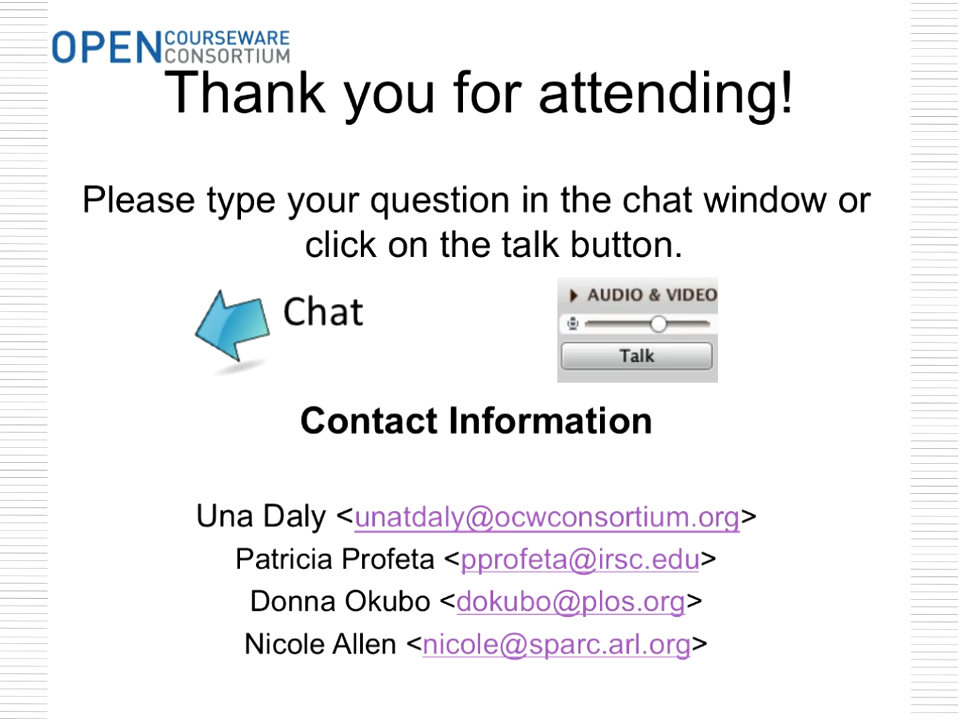 OPEN COURSEWARE
CONSORTIUM
Thank you for attending!
Please type your question in the chat window or
click on the talk button.
Chat
AUDIO & VIDEO
Talk
Contact Information
Una Daly <unatdaly@ocwconsortium.org>
Patricia Profeta <pprofeta@irsc.edu>
Donna Okubo <dokubo@plos.org>
Nicole Allen <nicole@sparc.arl.org>